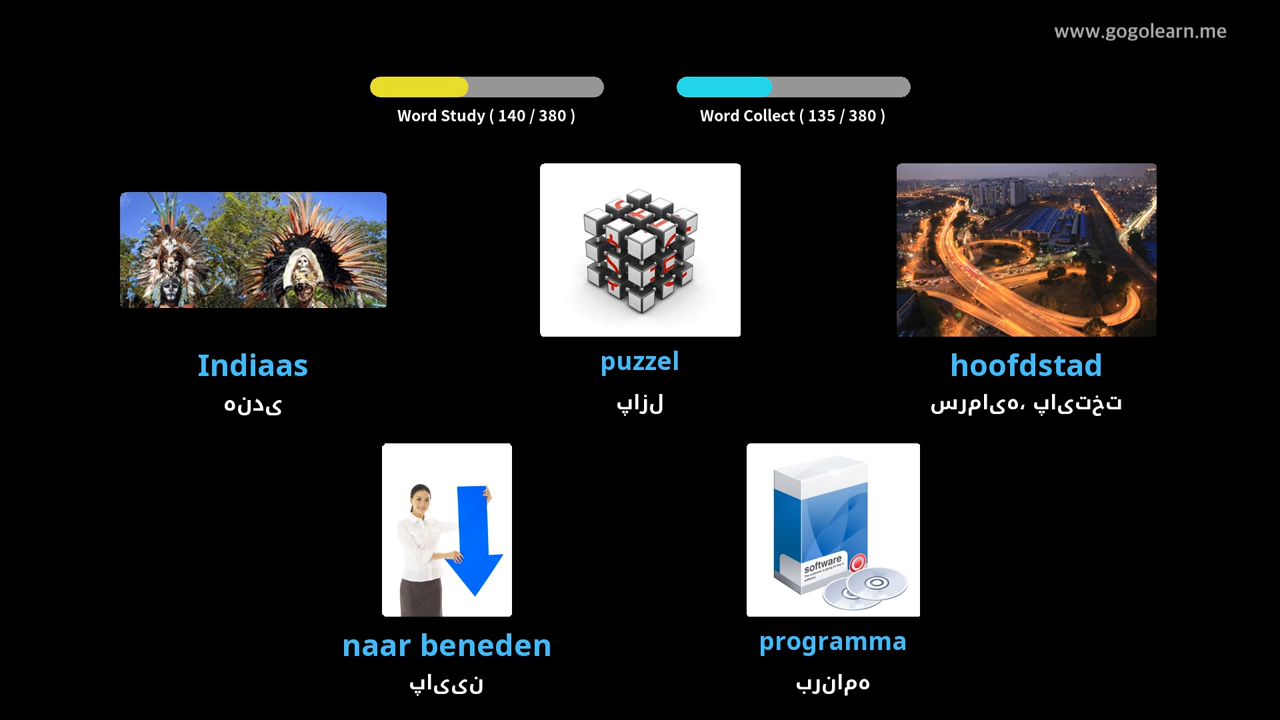 www.gogolearn.me
Word Study ( 140 / 380 )
Word Collect ( 135 / 380 )
Indiaas
هندی
puzzel
پازل
hoofdstad
سرمایه، پایتخت
software
naar beneden
پایین
programma
برنامه